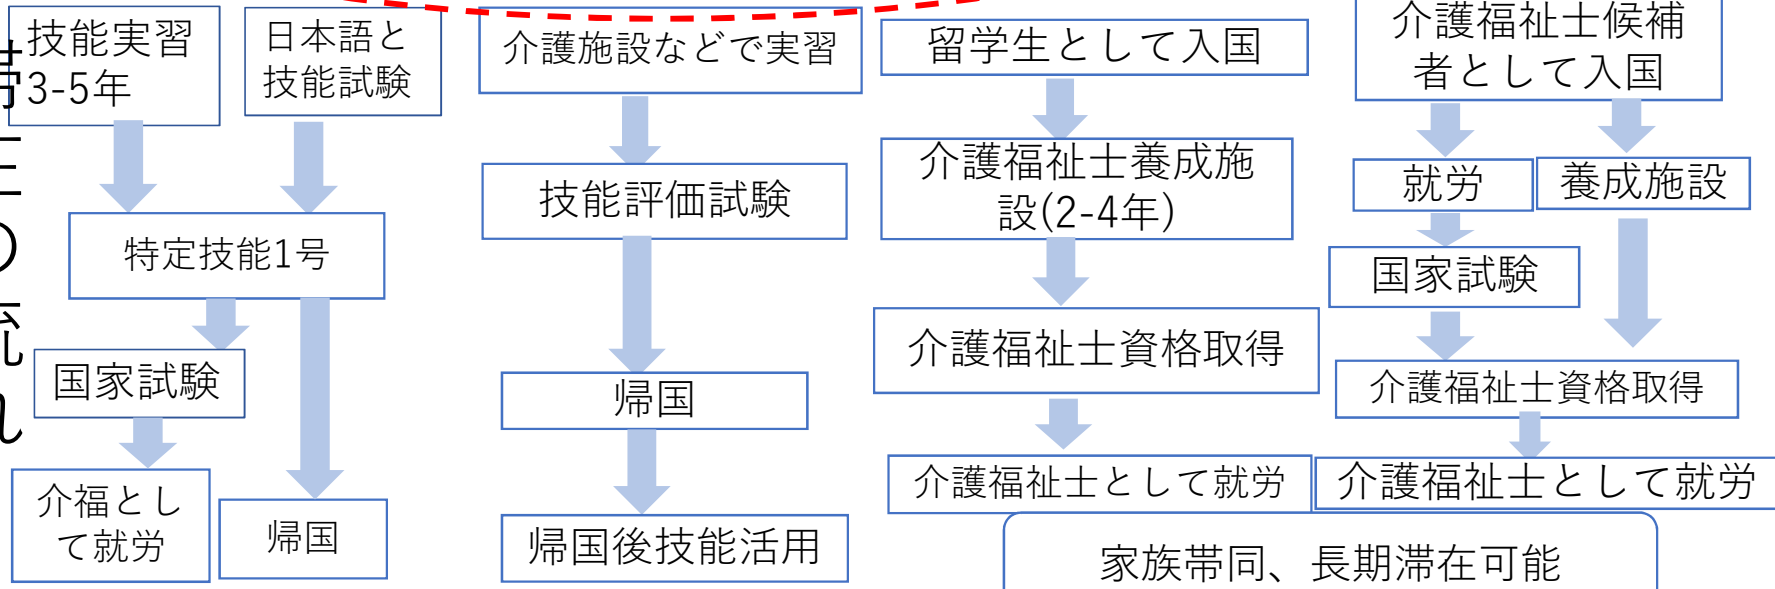 技能実習
3-5年
日本語と
技能試験
特定技能1号
国家試験
介福とし
て就労
帰国
介護施設などで実習
技能評価試験
帰国
帰国後技能活用
留学生として入国
介護福祉士養成施
設(2-4年)
介護福祉士資格取得
介護福祉士として就労
介護福祉士候補
者として入国
就労
養成施設
国家試験
介護福祉士資格取得
介護福祉士として就労
家族帯同、長期滞在可能
の
流
れ